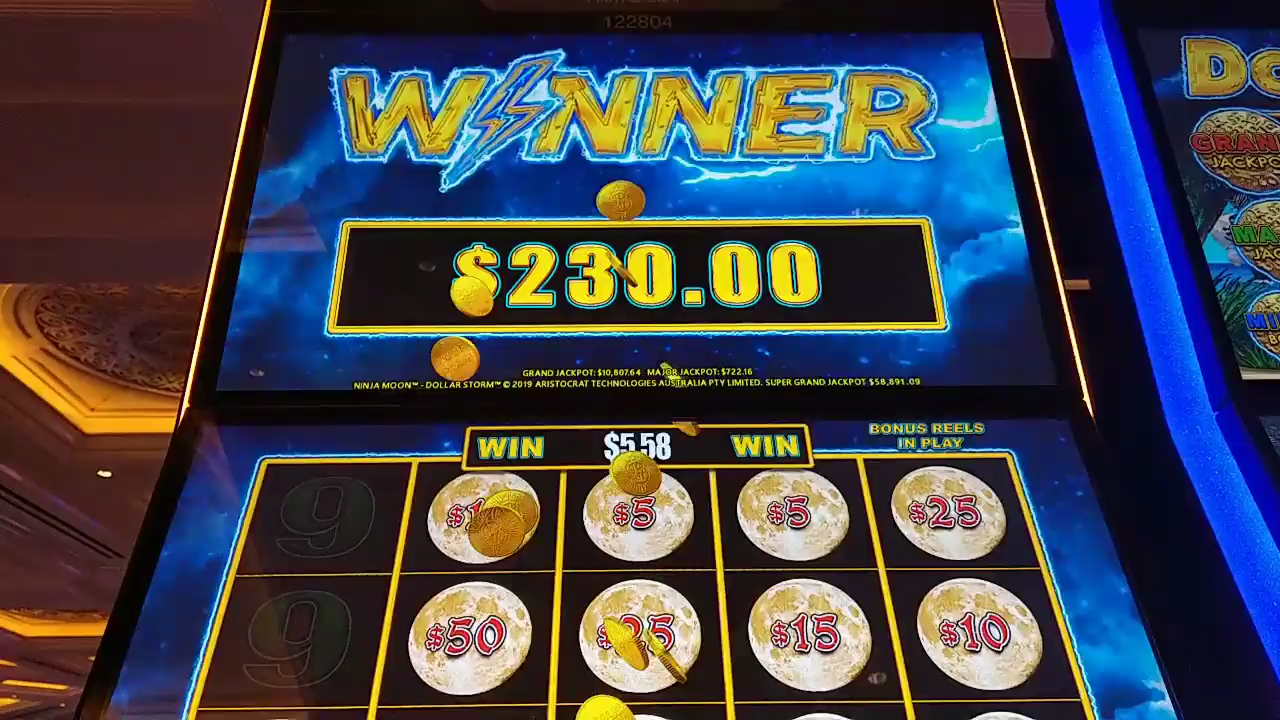 122804
WINNER
$230.00
GRAND JACKPOT: $10,807.64 MAJOR JACKPOT: $722.16
NINJA MOON™ - DOLLAR STORM™ © 2019 ARISTOCRAT TECHNOLOGIES AUSTRALIA PTY LIMITED. SUPER GRAND JACKPOT $58,891.09
WIN $5.58 WIN
BONUS REELS
IN PLAY
9 $5 $5 $25
9 $50 $15 $10